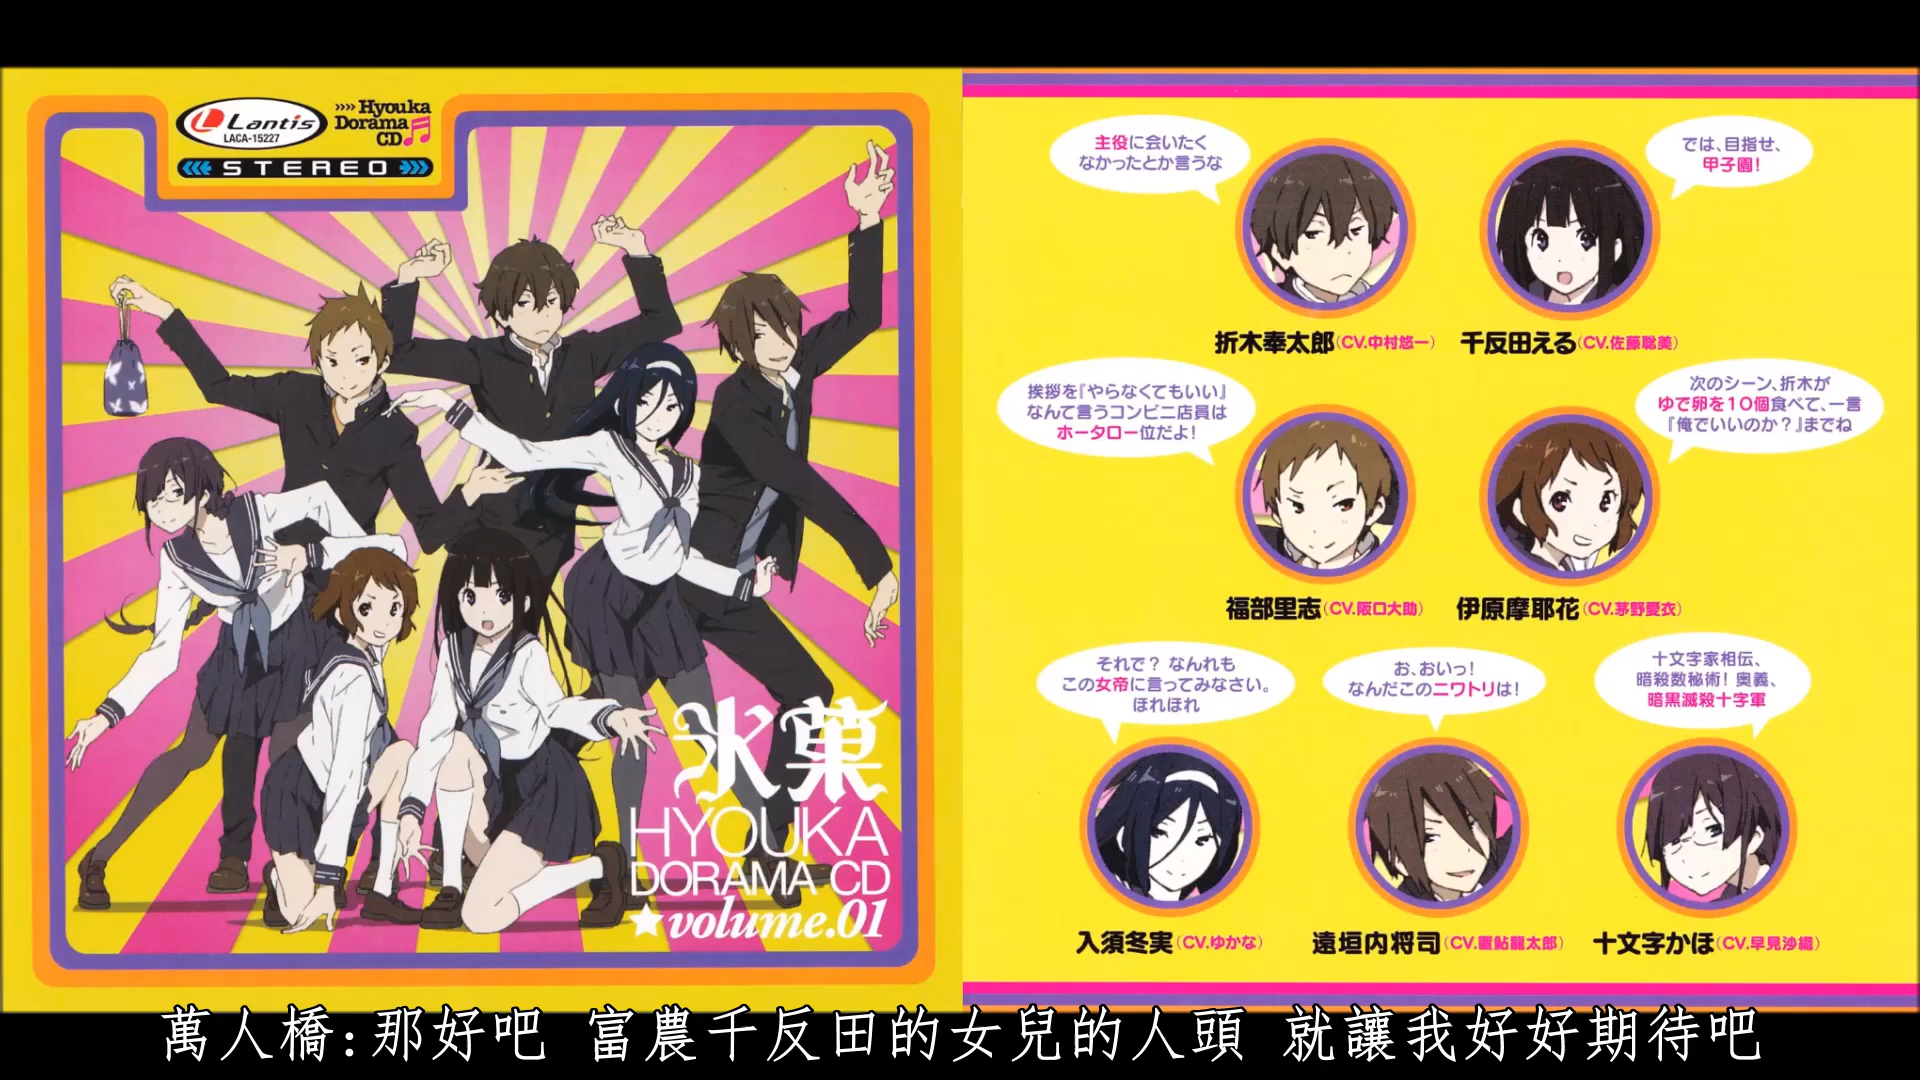 Lantis
LACA-15227
STEREO
»»Hyouka
Dorama
CD
氷菓
HYOUKA
DORAMA CD
★volume.01
主役に会いたく
なかったとか言うな
では、目指せ、
甲子園!
折木奉太郎(CV.中村悠一)
千反田える(CV.佐藤聡美)
挨拶を『やらなくてもいい』
なんて言うコンビニ店員は
ホータロー位だよ!
次のシーン、折木が
ゆで卵を10個食べて、一言
『俺でいいのか?』までね
福部里志(CV.阪口大助)
伊原摩耶花(CV.茅野愛衣)
それで? なんれも
この女帝に言ってみなさい。
ほれほれ
お、おいっ!
なんだこのニワトリは!
十文字家相伝、
暗殺数秘術! 奥義、
暗黒滅殺十字軍
入須冬実(CV.ゆかな)
遠垣内将司(CV.置鮎龍太郎)
十文字かほ(CV.早見沙織)
萬人橋:那好吧 富農千反田的女兒的人頭 就讓我好好期待吧